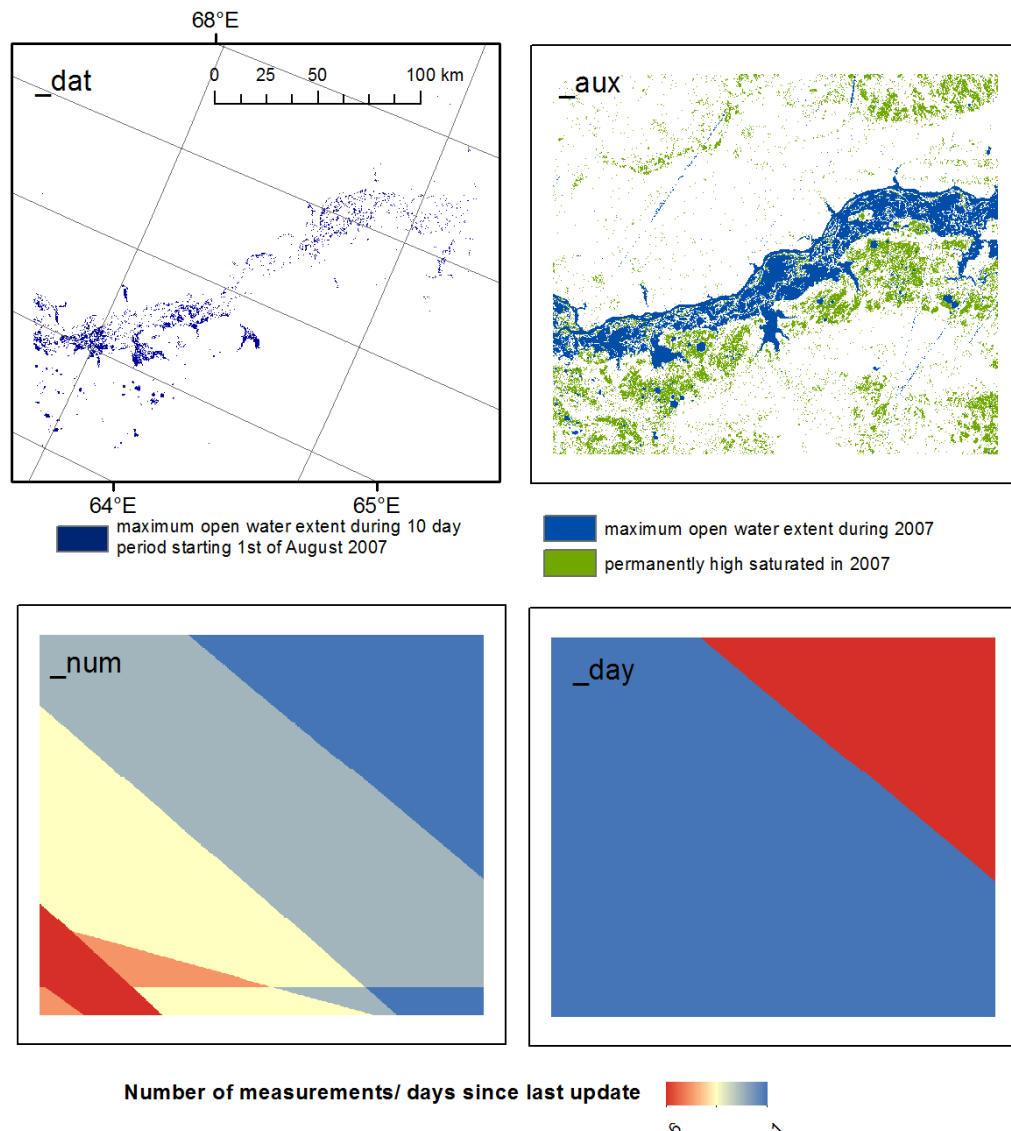 68°E
_dat
0 25 50 100 km
_aux
64°E
65°E
maximum open water extent during 10 day
period starting 1st of August 2007
maximum open water extent during 2007
permanently high saturated in 2007
_num
_day
Number of measurements/ days since last update